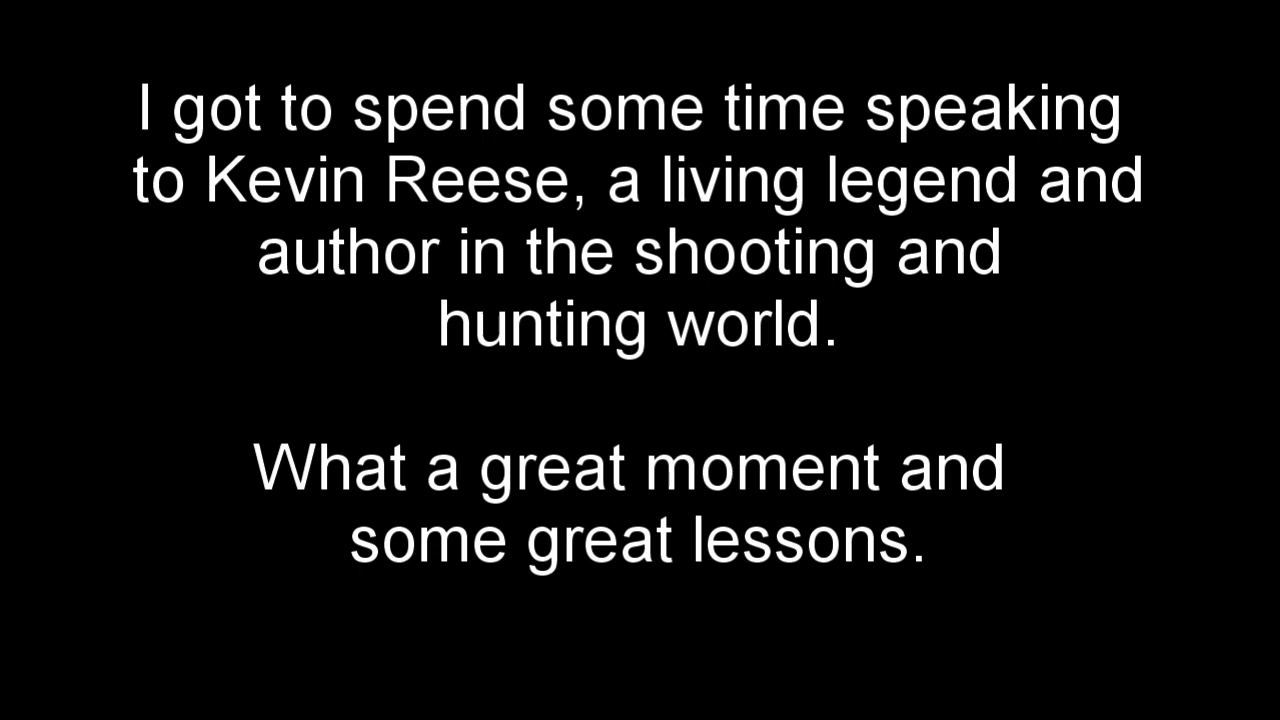 I got to spend some time speaking
to Kevin Reese, a living legend and
author in the shooting and
hunting world.
What a great moment and
some great lessons.